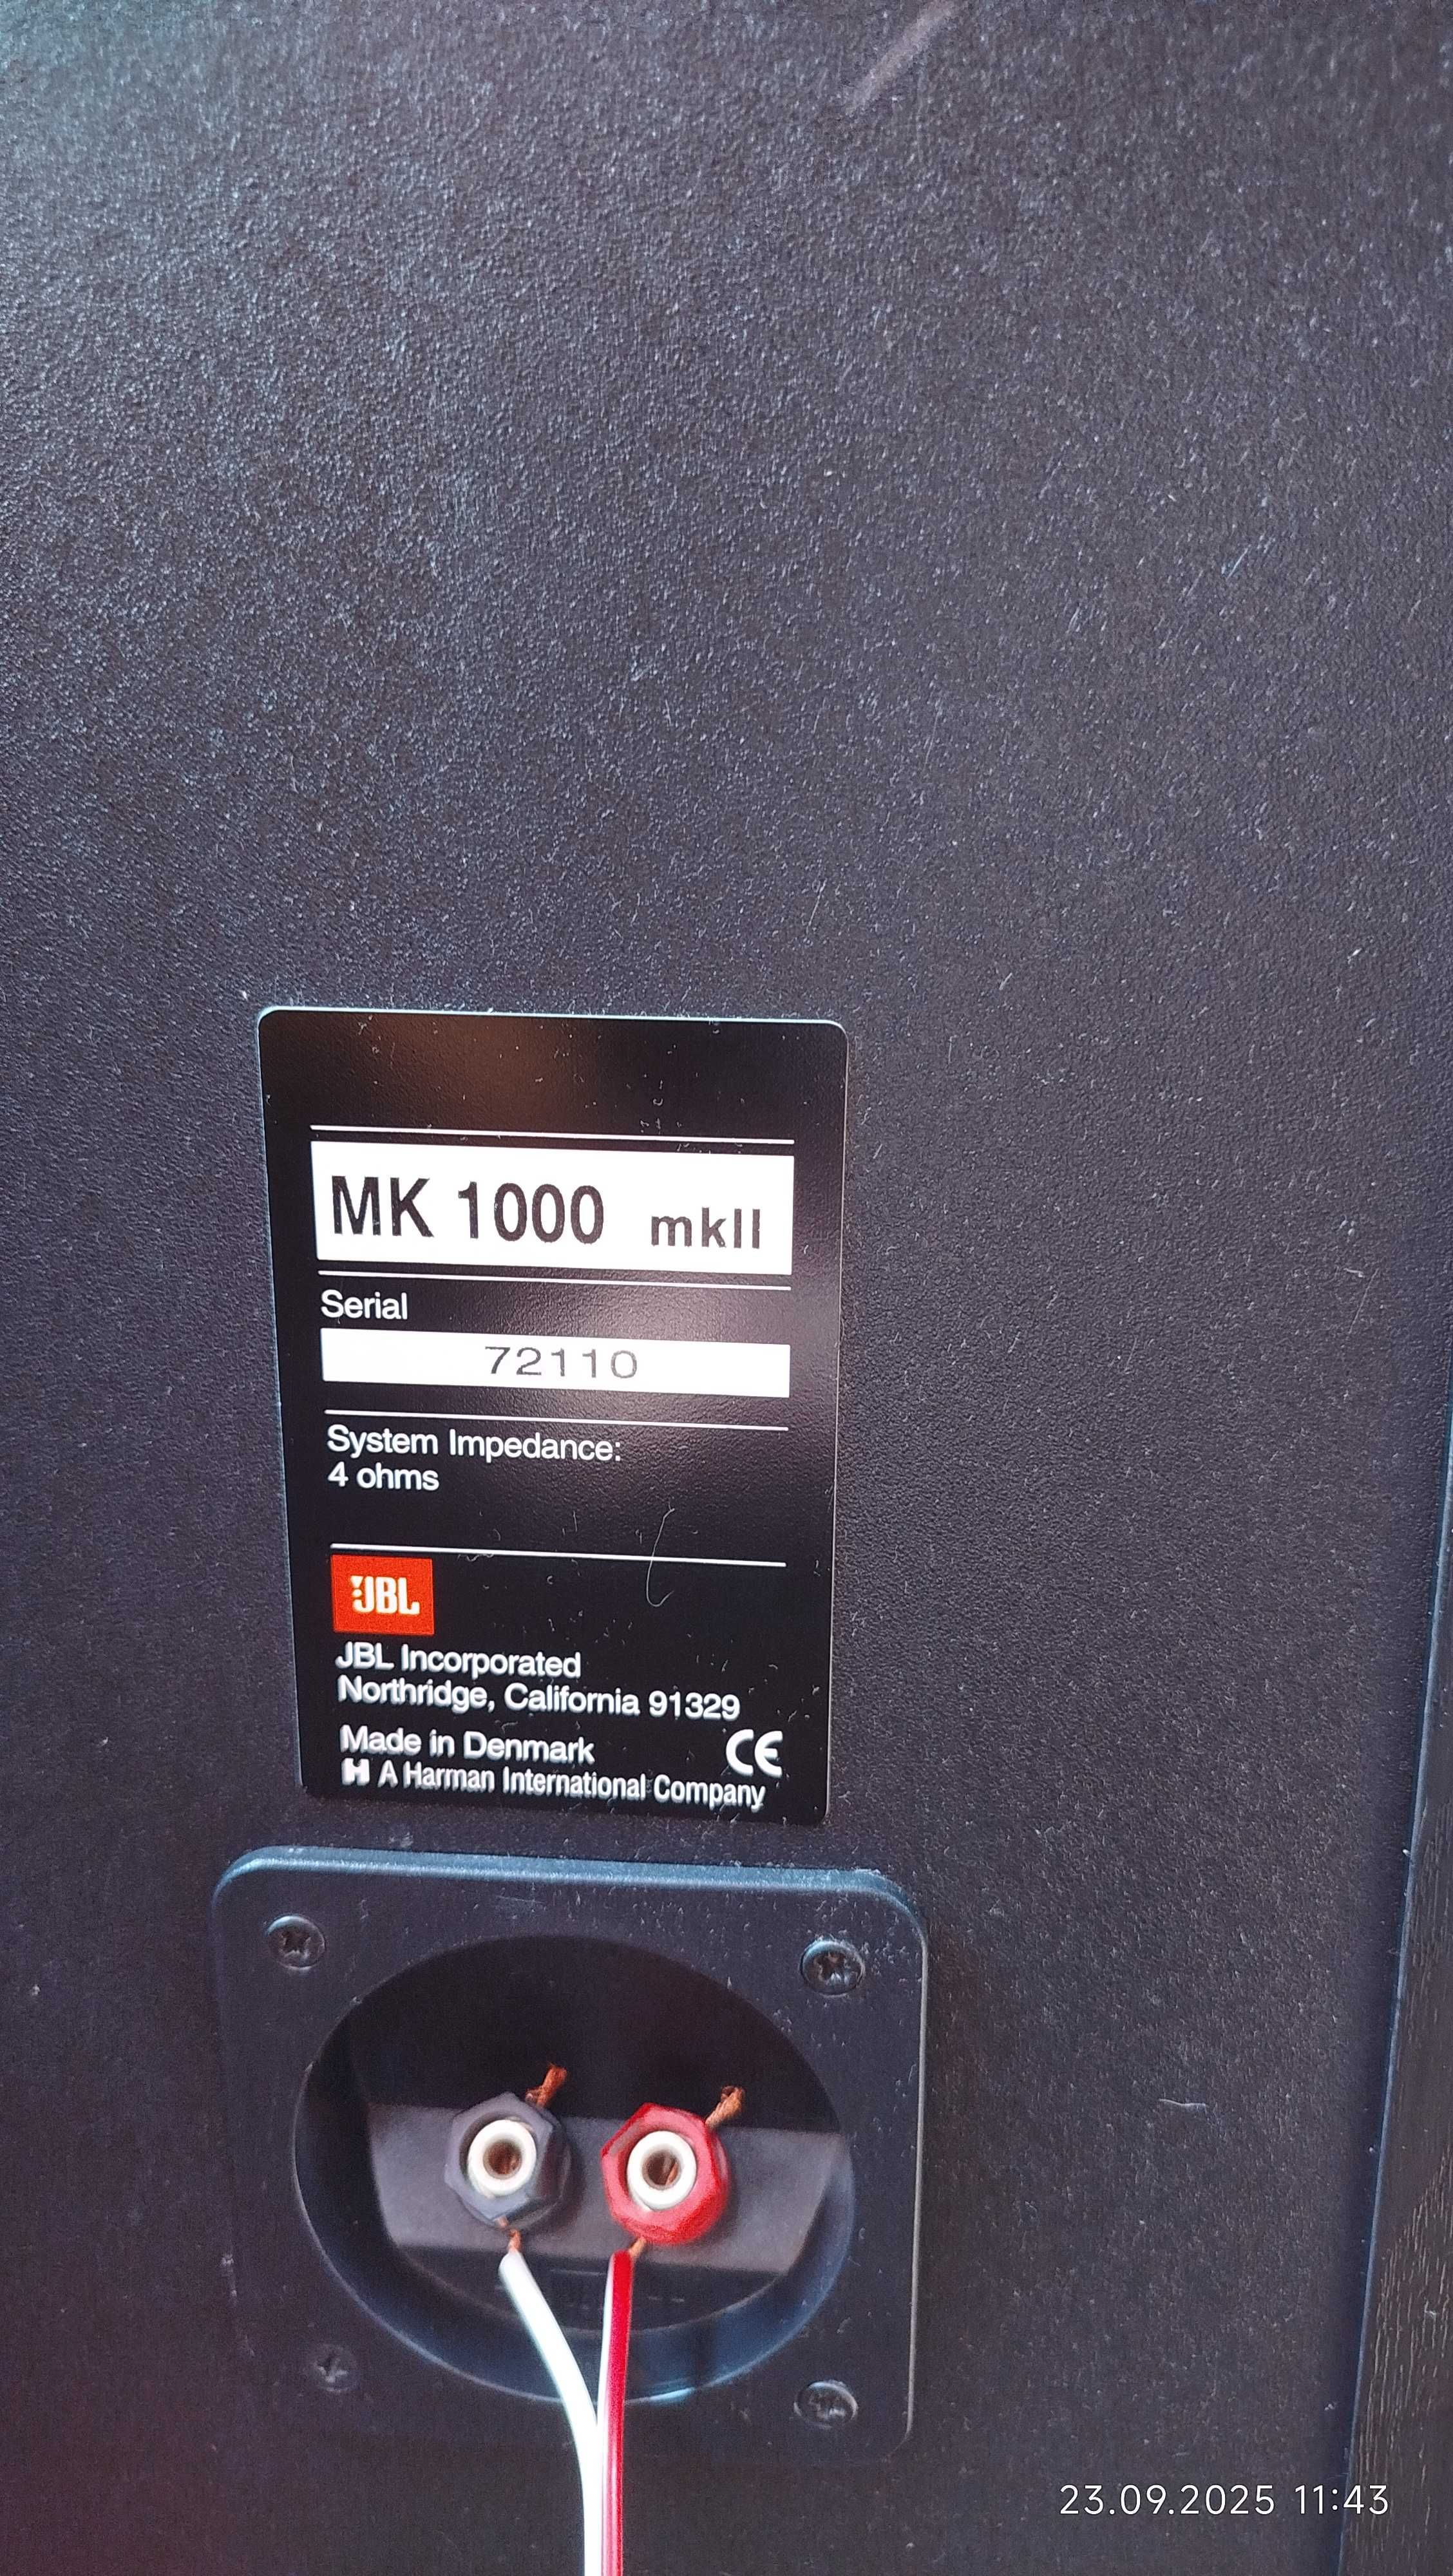 MK 1000 mkII
Serial
72110
System Impedance:
4 ohms
JBL
JBL Incorporated
Northridge, California 91329
Made in Denmark CE
H A Harman International Company
23.09.2025 11:43